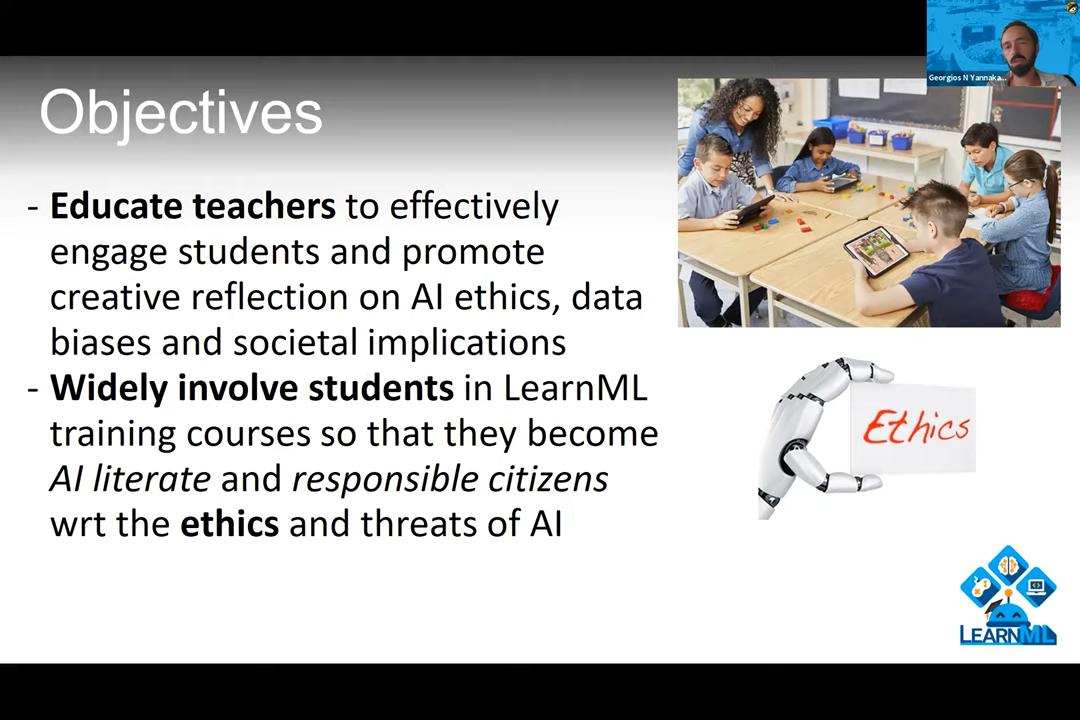 Georgios N Yannaka...
Objectives
- Educate teachers to effectively
engage students and promote
creative reflection on AI ethics, data
biases and societal implications
- Widely involve students in LearnML
training courses so that they become
AI literate and responsible citizens
wrt the ethics and threats of AI
Ethics
LEARNML